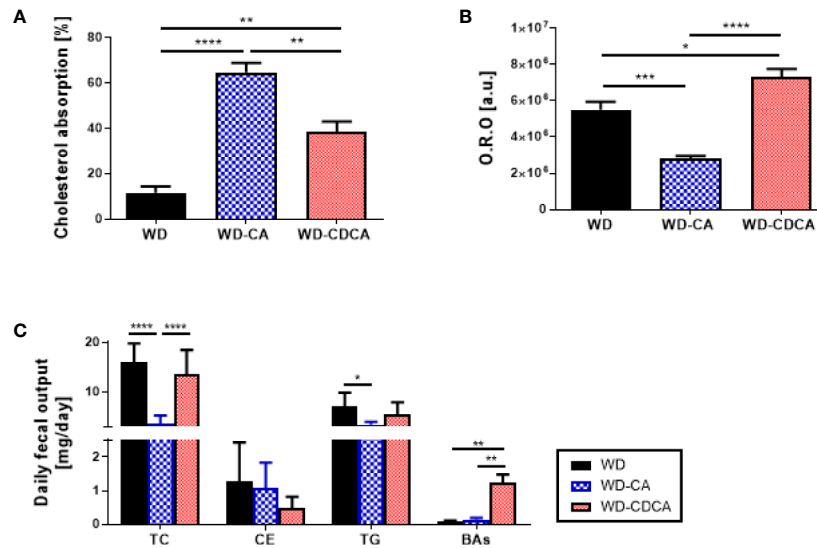 A
Cholesterol absorption [%]
80
60
40
20
0
**
****
**
WD
WD-CA
WD-CDCA
B
O.R.O [a.u.]
1×10⁷
8×10⁶
6×10⁶
4×10⁶
2×10⁶
0
****
*
***
WD
WD-CA
WD-CDCA
C
Daily fecal output
[mg/day]
20
10
2
1
0
****
****
*
**
**
TC
CE
TG
BAs
WD
WD-CA
WD-CDCA